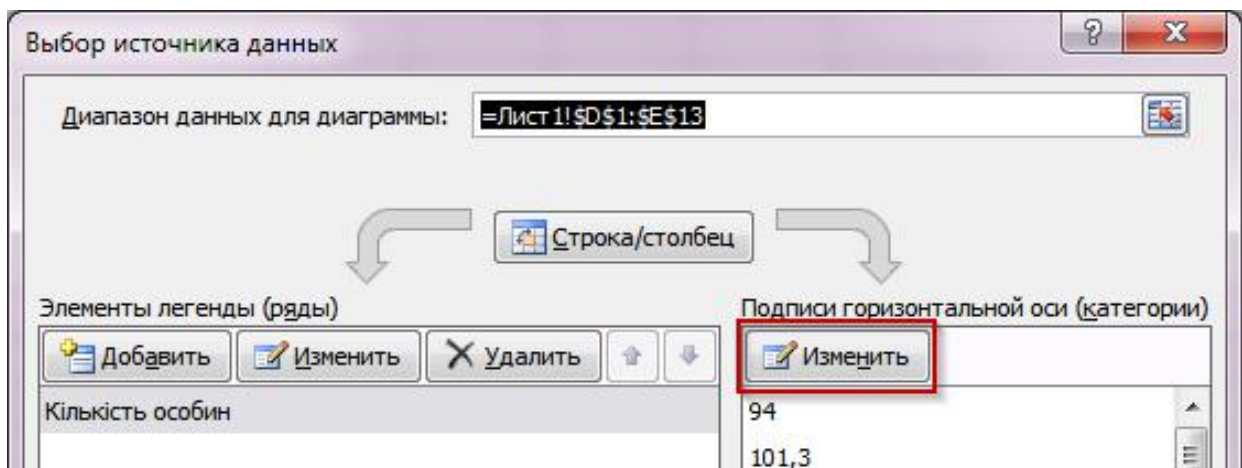 Выбор источника данных
Диапазон данных для диаграммы: =Лист1!$D$1:$E$13
Строка/столбец
Элементы легенды (ряды) Подписи горизонтальной оси (категории)
Добавить Изменить Удалить Изменить
Кількість особин 94
101,3